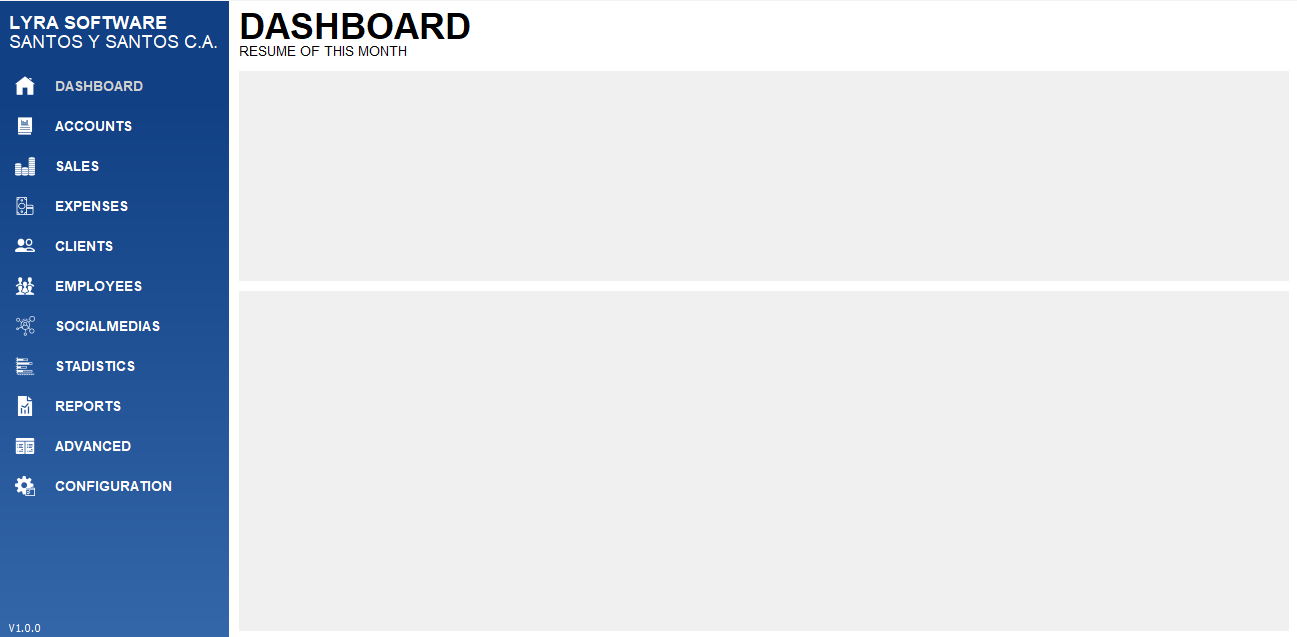 LYRA SOFTWARE
SANTOS Y SANTOS C.A.
DASHBOARD
ACCOUNTS
SALES
EXPENSES
CLIENTS
EMPLOYEES
SOCIALMEDIAS
STADISTICS
REPORTS
ADVANCED
CONFIGURATION
V1.0.0
DASHBOARD
RESUME OF THIS MONTH